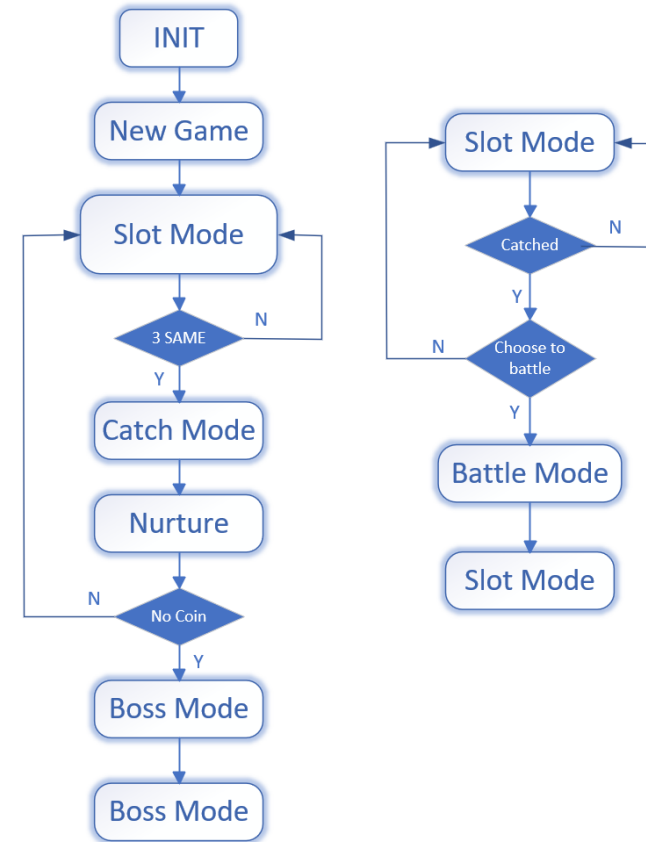 INIT
New Game
Slot Mode
3 SAME
N
Y
Catch Mode
Nurture
N
No Coin
Y
Boss Mode
Boss Mode
Slot Mode
Catched
N
Y
N
Choose to
battle
Y
Battle Mode
Slot Mode